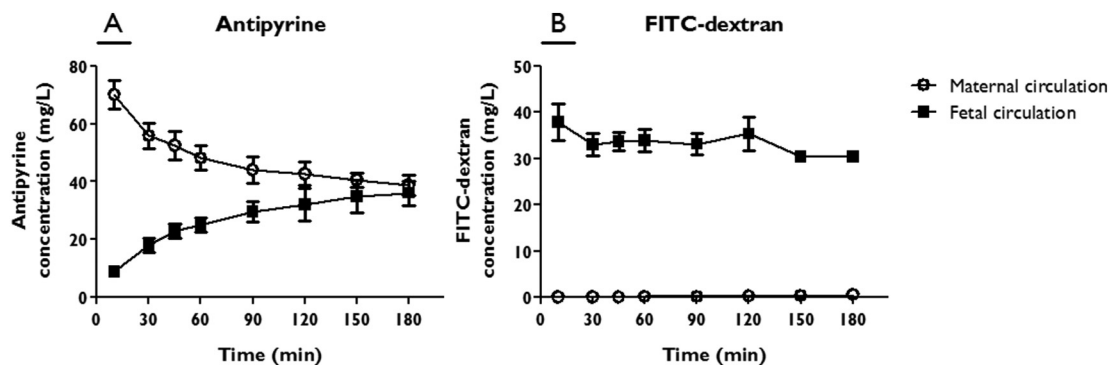 A
Antipyrine
80
60
40
20
0
Antipyrine
concentration (mg/L)
0 30 60 90 120 150 180
Time (min)
B
FITC-dextran
50
40
30
20
10
0
FITC-dextran
concentration (mg/L)
0 30 60 90 120 150 180
Time (min)
Maternal circulation
Fetal circulation